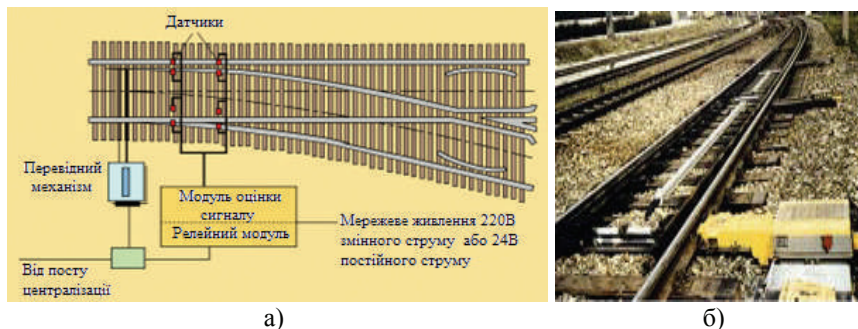 Датчики
Перевідний
механізм
Модуль оцінки
сигналу
Релейний модуль
Мережеве живлення 220В
змінного струму або 24В
постійного струму
Від посту
централізації
а)
б)